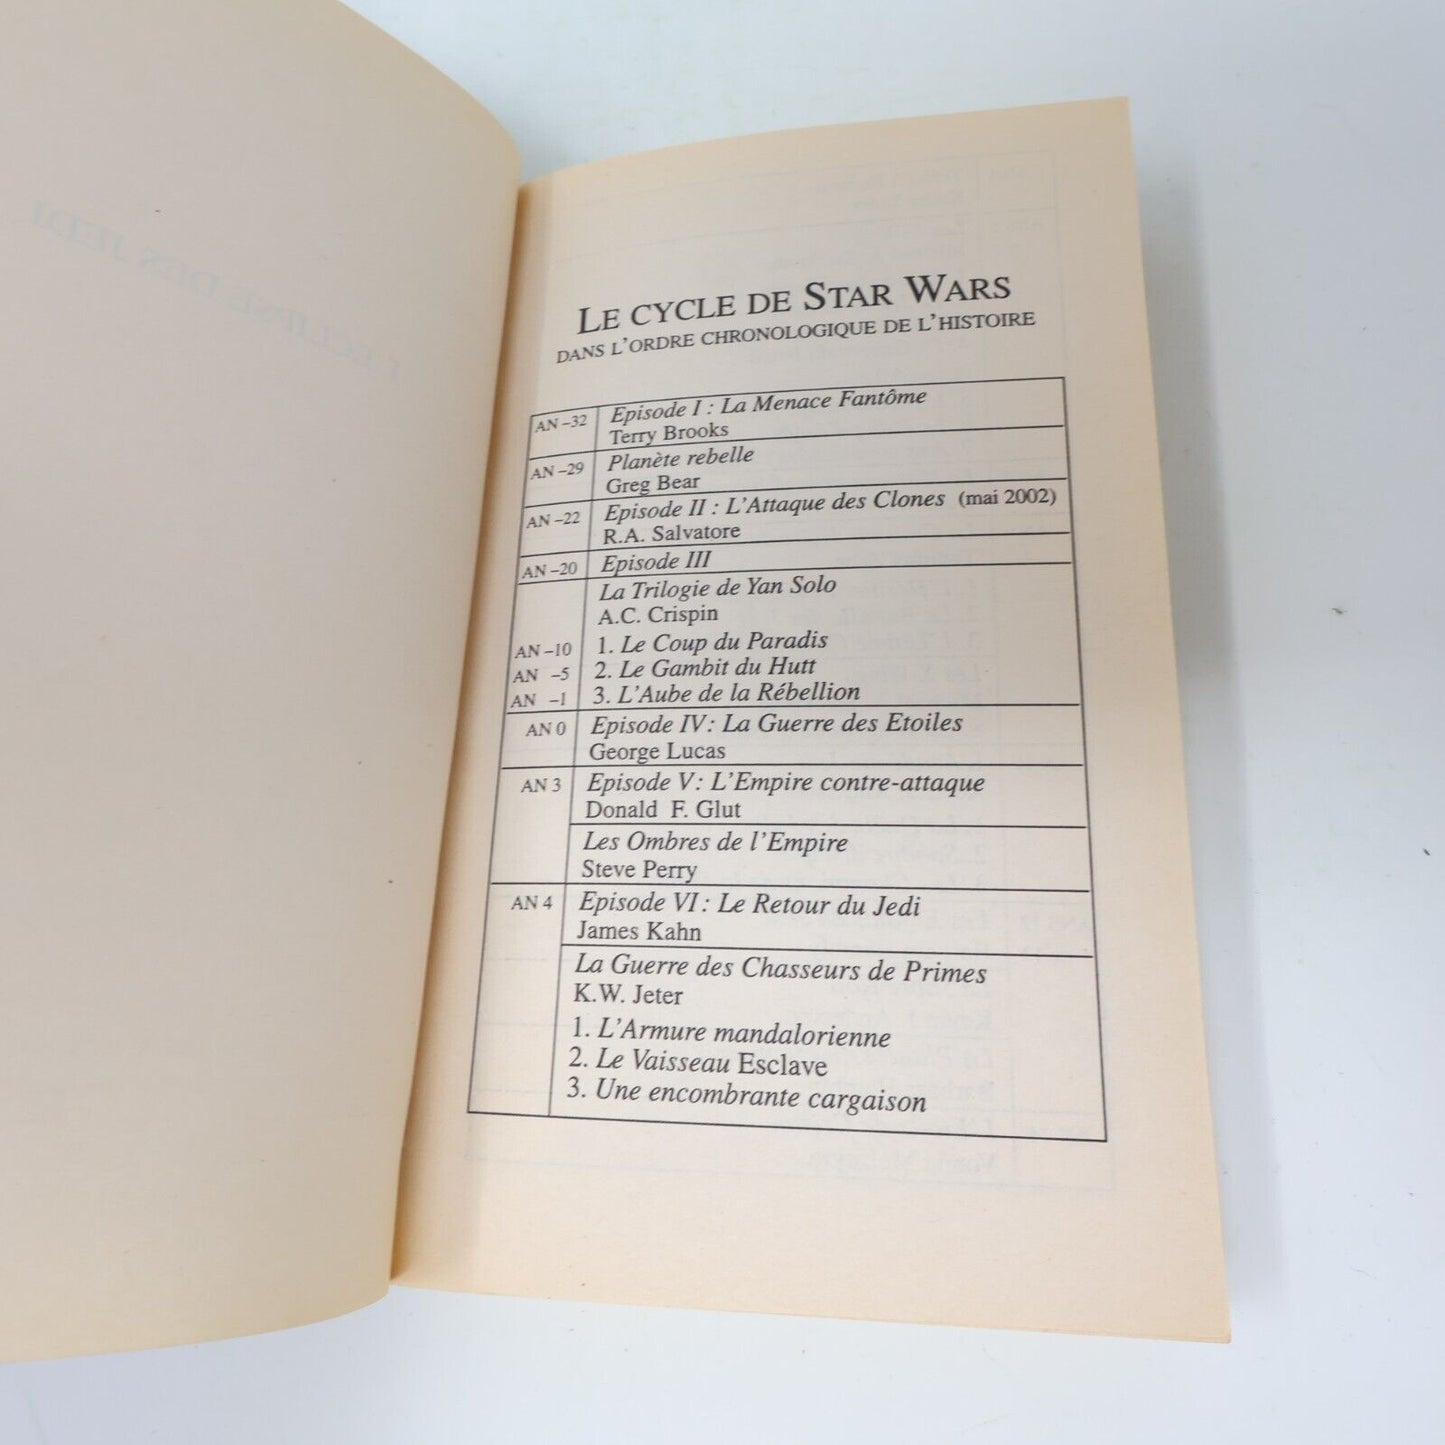 LE CYCLE DE STAR WARS
DANS L'ORDRE CHRONOLOGIQUE DE L'HISTOIRE
AN –32 Episode I : La Menace Fantôme
Terry Brooks
AN –29 Planète rebelle
Greg Bear
AN –22 Episode II : L'Attaque des Clones (mai 2002)
R.A. Salvatore
AN –20 Episode III
La Trilogie de Yan Solo
A.C. Crispin
AN –10 1. Le Coup du Paradis
AN –5 2. Le Gambit du Hutt
AN –1 3. L'Aube de la Rébellion
AN 0 Episode IV : La Guerre des Etoiles
George Lucas
AN 3 Episode V : L'Empire contre-attaque
Donald F. Glut
Les Ombres de l'Empire
Steve Perry
AN 4 Episode VI : Le Retour du Jedi
James Kahn
La Guerre des Chasseurs de Primes
K.W. Jeter
1. L'Armure mandalorienne
2. Le Vaisseau Esclave
3. Une encombrante cargaison